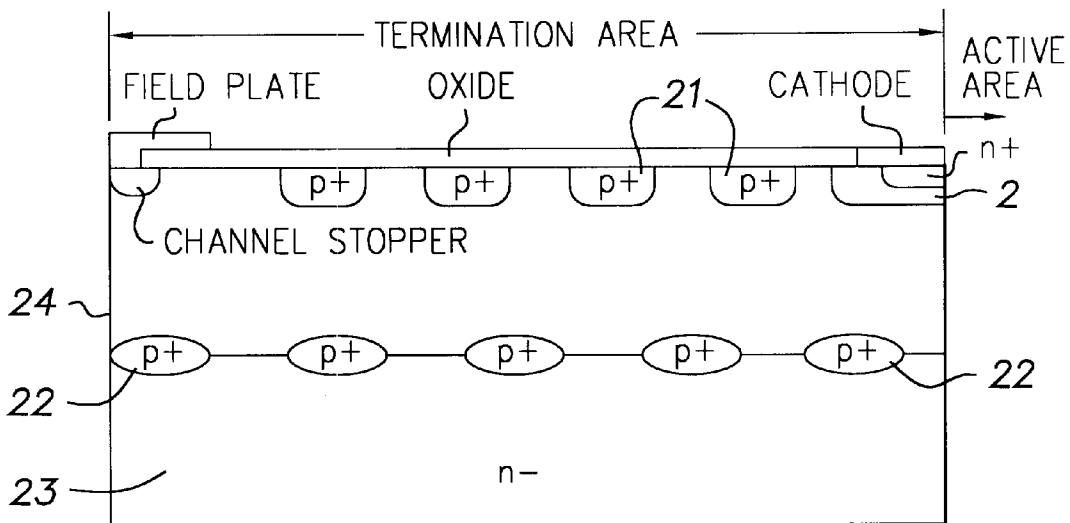 TERMINATION AREA
ACTIVE
AREA
FIELD PLATE
OXIDE
21
CATHODE
n+
p+ p+ p+ p+
2
CHANNEL STOPPER
24
p+ p+ p+ p+ p+
22
22
23
n-